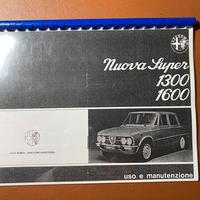 Nuova Super
1300
1600
uso e manutenzione